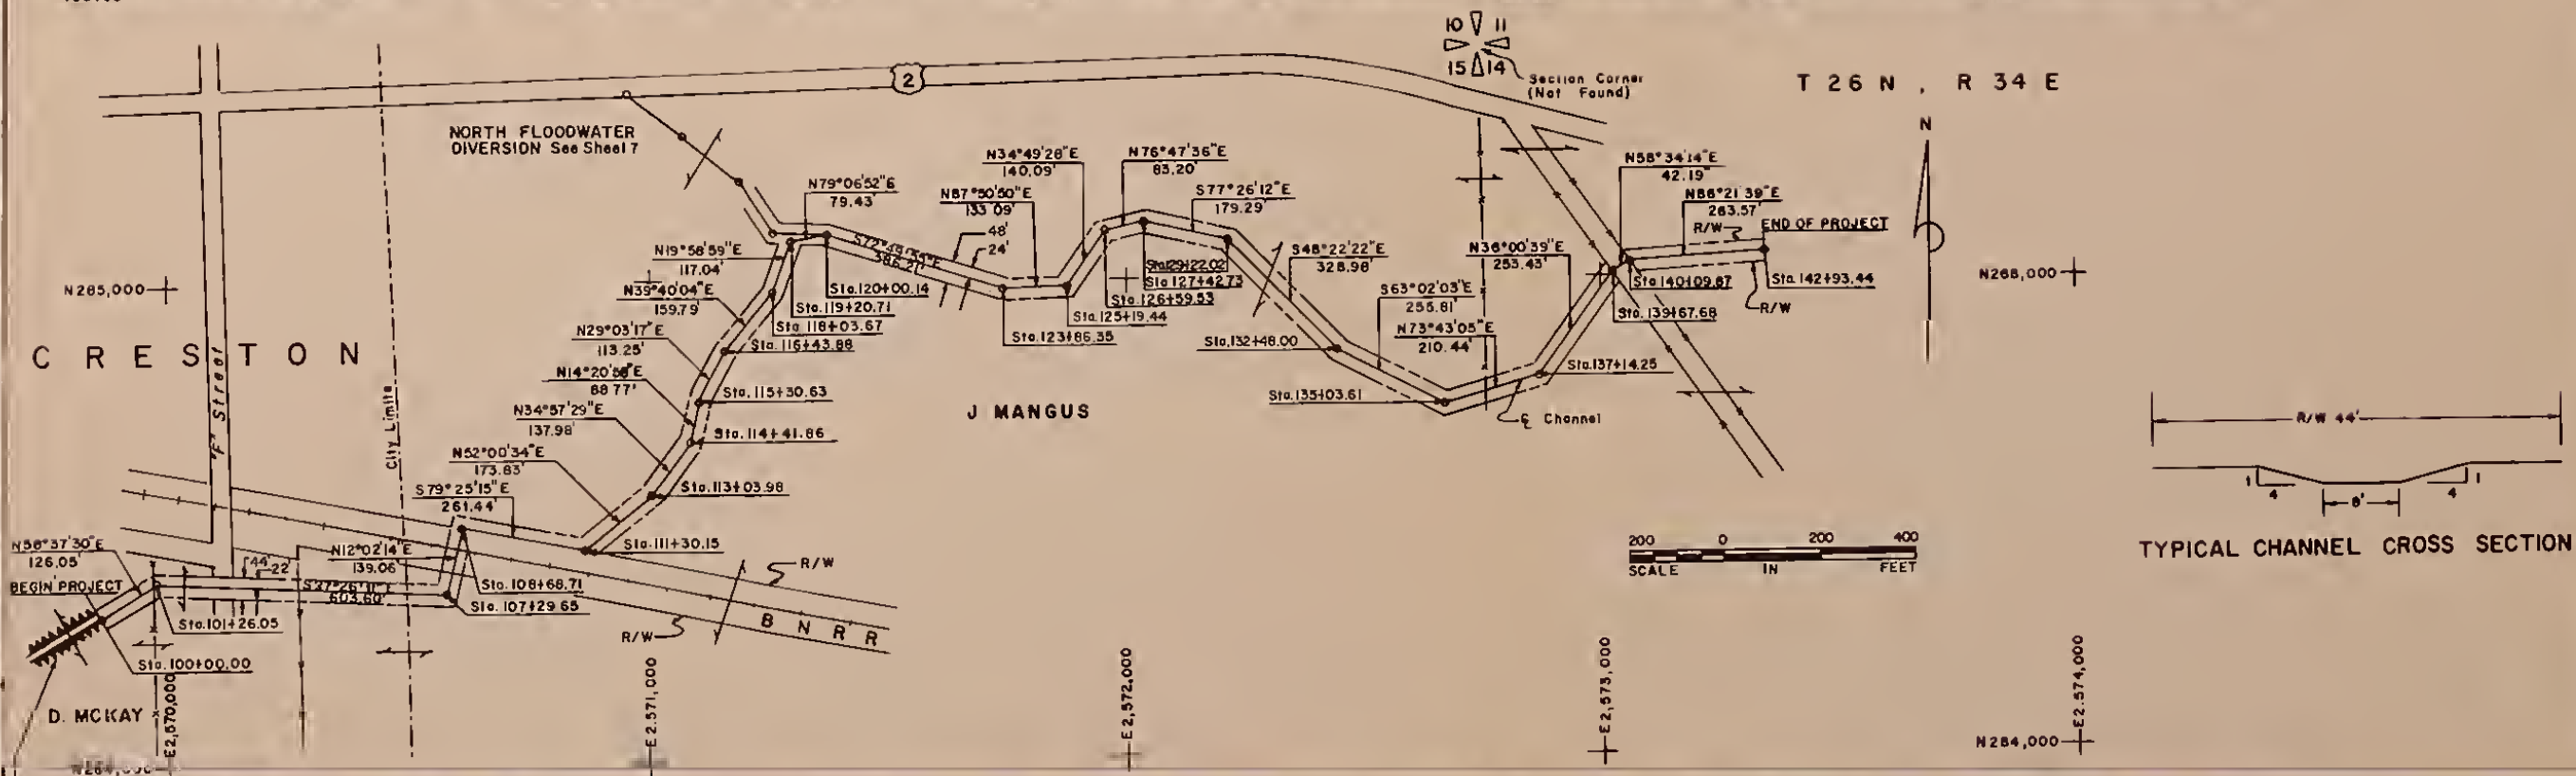 10 11
15 14
Section Corner
(Not Found)
T 26 N , R 34 E
2
NORTH FLOODWATER
DIVERSION See Sheet 7
N
N34°49'28"E
140.09'
N76°47'36"E
83.20'
N58°34'14"E
42.19"
N79°06'52"E
79.43'
N87°50'50"E
133.09'
S77°26'12"E
179.29'
N86°21'39"E
283.57'
R/W
END OF PROJECT
48'
24'
N19°58'59"E
117.04'
S48°22'22"E
328.98'
N36°00'39"E
253.43'
Sta.129+22.02
Sta.127+42.73
Sta.126+59.53
Sta.125+19.44
Sta.123+86.35
Sta.140+09.87
Sta.142+93.44
R/W
Sta.139+67.68
N285,000
N268,000
N39°40'04"E
159.79'
Sta.120+00.14
Sta.119+20.71
Sta.118+03.67
S63°02'03"E
255.81'
N73°43'05"E
210.44'
N29°03'17"E
113.25'
Sta.116+43.88
Sta.132+48.00
Sta.137+14.25
CRESTON
"F" Street
City Limits
N14°20'58"E
88.77'
Sta.115+30.63
J MANGUS
Sta.135+03.61
℄ Channel
R/W 44'
N34°57'29"E
137.98'
Sta.114+41.86
N52°00'34"E
173.83'
Sta.113+03.98
1
4
8'
4
1
TYPICAL CHANNEL CROSS SECTION
S79°25'15"E
261.44'
Sta.111+30.15
200 0 200 400
SCALE IN FEET
N58°37'30"E
126.05'
BEGIN PROJECT
44'
22'
603.60'
N12°02'14"E
139.06
Sta.108+68.71
Sta.107+29.65
R/W
R/W
B N R R
Sta.101+26.05
Sta.100+00.00
D. MCKAY
E2,570,000
E2,571,000
E2,572,000
E2,573,000
E2,574,000
N284,000